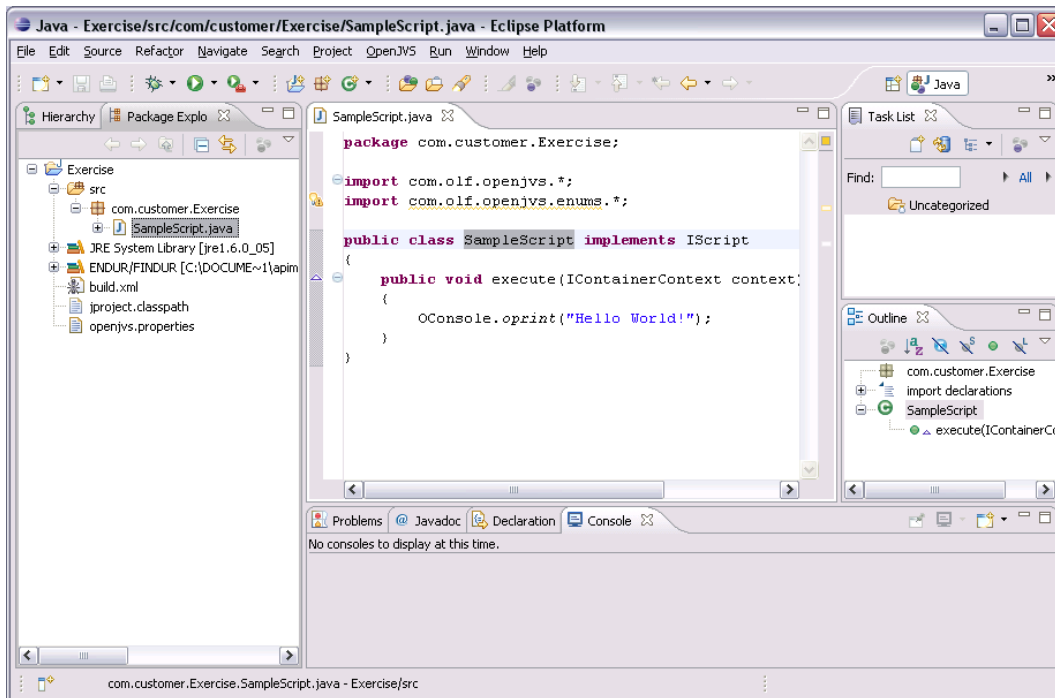 Java - Exercise/src/com/customer/Exercise/SampleScript.java - Eclipse Platform
File Edit Source Refactor Navigate Search Project OpenJVS Run Window Help
Java
»
Hierarchy Package Explo
Exercise
src
com.customer.Exercise
SampleScript.java
JRE System Library [jre1.6.0_05]
ENDUR/FINDUR [C:\DOCUME~1\apim
build.xml
jproject.classpath
openjvs.properties
SampleScript.java
package com.customer.Exercise;
import com.olf.openjvs.*;
import com.olf.openjvs.enums.*;
public class SampleScript implements IScript
{
public void execute(IContainerContext context)
{
OConsole.oprint("Hello World!");
}
}
Task List
Find: All
Uncategorized
Outline
com.customer.Exercise
import declarations
SampleScript
execute(IContainerCo
Problems @ Javadoc Declaration Console
No consoles to display at this time.
com.customer.Exercise.SampleScript.java - Exercise/src